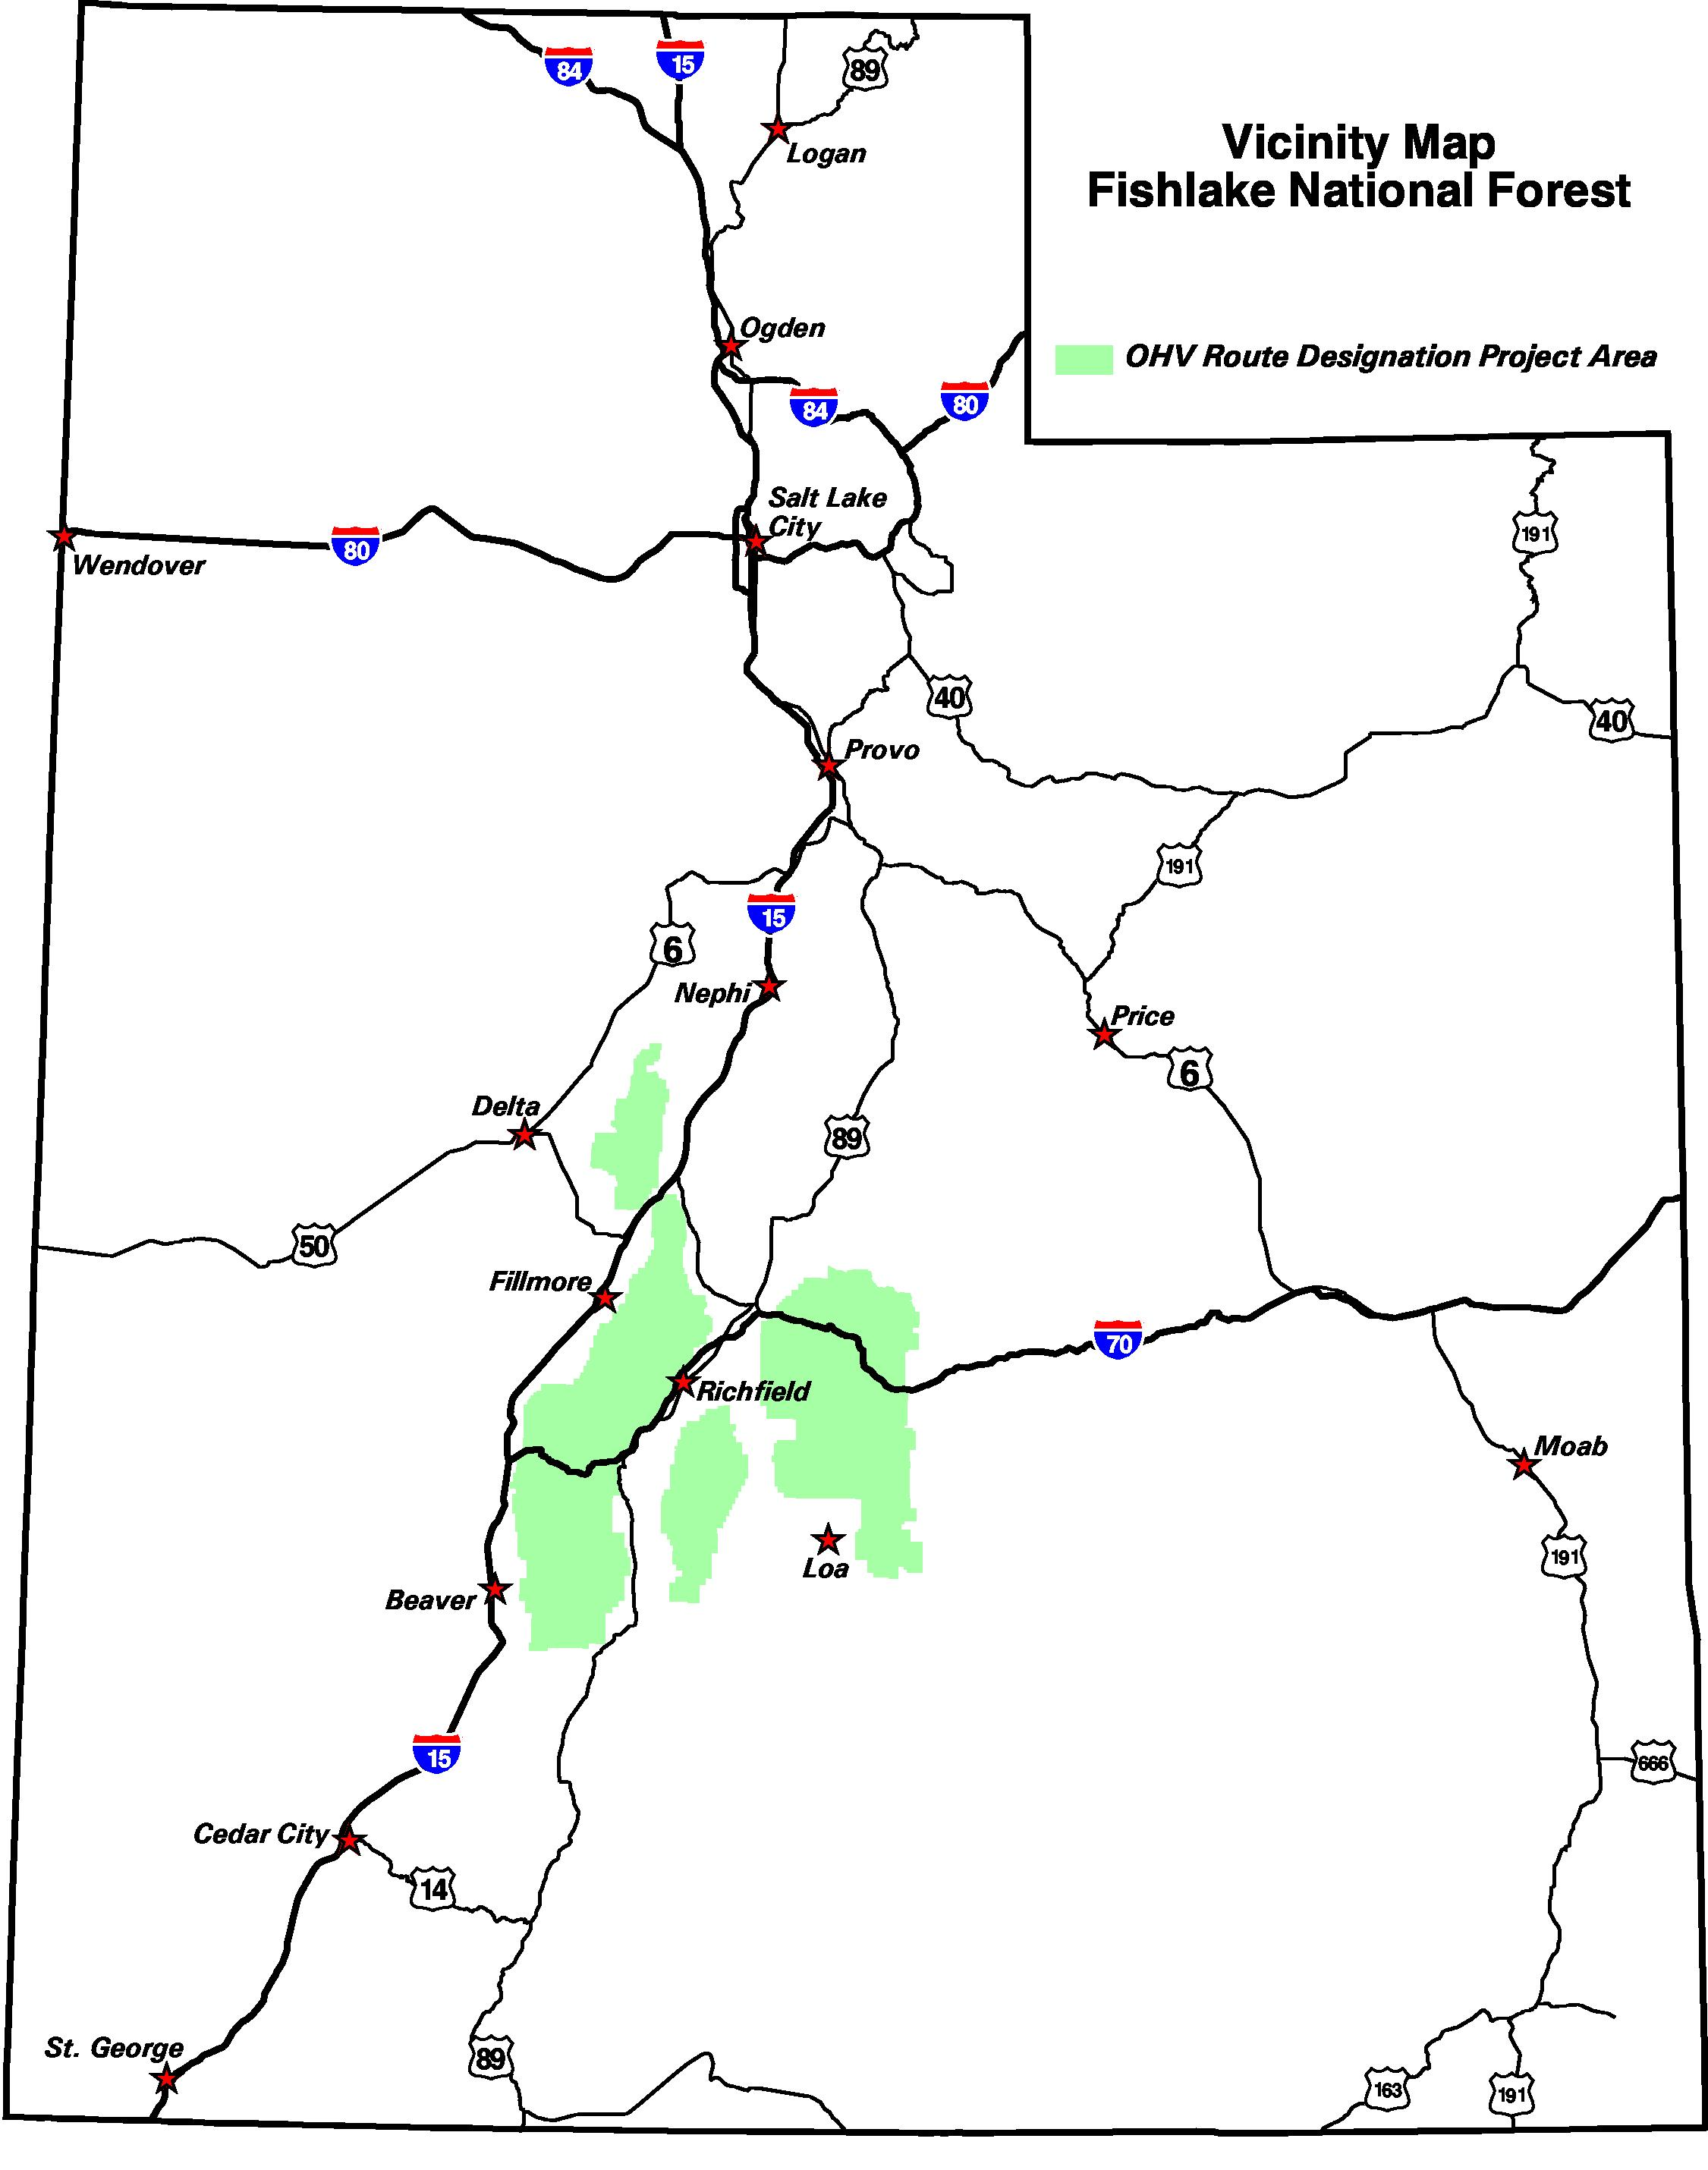 84
15
89
Logan
Vicinity Map
Fishlake National Forest
Ogden
OHV Route Designation Project Area
84
80
Salt Lake
City
80
Wendover
191
40
40
Provo
191
15
6
Nephi
Price
6
Delta
89
50
Fillmore
70
Richfield
Moab
Loa
191
Beaver
15
666
Cedar City
14
St. George
89
163
191